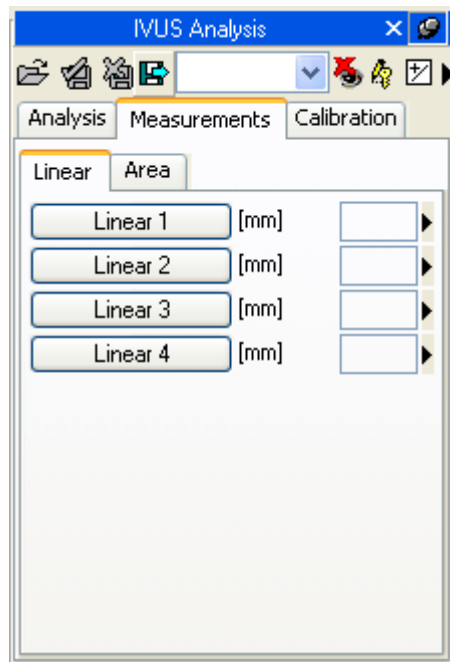 IVUS Analysis
Analysis Measurements Calibration
Linear Area
Linear 1 [mm]
Linear 2 [mm]
Linear 3 [mm]
Linear 4 [mm]